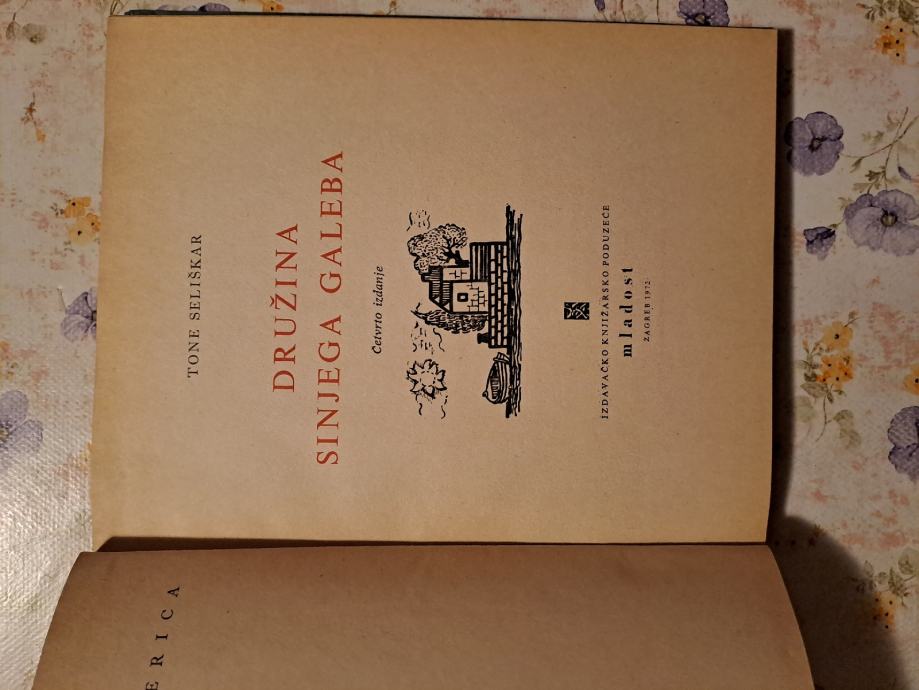 TONE SELIŠKAR
DRUŽINA
SINJEGA GALEBA
Četvrto izdanje
IZDAVAČKO KNJIŽARSKO PODUZEĆE
mladost
ZAGREB 1972
ERICA